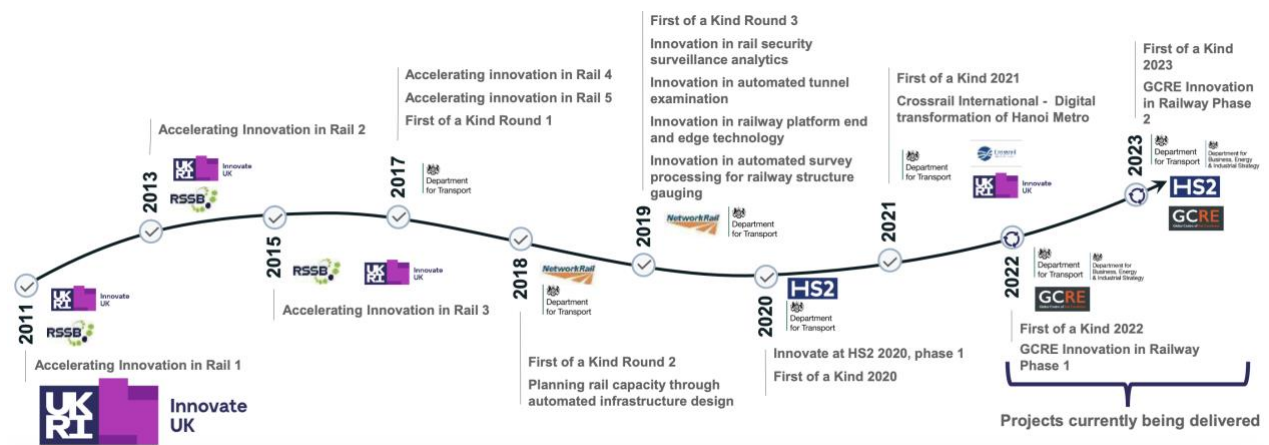 2011
UKRI Innovate UK
RSSB
Accelerating Innovation in Rail 1
UKRI
Innovate
UK
2013
Accelerating Innovation in Rail 2
UKRI Innovate UK
RSSB
2015
RSSB
UKRI Innovate UK
Accelerating Innovation in Rail 3
2017
Accelerating innovation in Rail 4
Accelerating innovation in Rail 5
First of a Kind Round 1
Department
for Transport
2018
NetworkRail
Department
for Transport
First of a Kind Round 2
Planning rail capacity through
automated infrastructure design
2019
First of a Kind Round 3
Innovation in rail security
surveillance analytics
Innovation in automated tunnel
examination
Innovation in railway platform end
and edge technology
Innovation in automated survey
processing for railway structure
gauging
NetworkRail
Department
for Transport
2020
HS2
Department
for Transport
Innovate at HS2 2020, phase 1
First of a Kind 2020
2021
First of a Kind 2021
Crossrail International - Digital
transformation of Hanoi Metro
Department
for Transport
Crossrail
UKRI Innovate UK
2022
Department
for Transport
Department for
Business, Energy
& Industrial Strategy
GCRE
First of a Kind 2022
GCRE Innovation in Railway
Phase 1
2023
First of a Kind
2023
GCRE Innovation
in Railway Phase
2
Department
for Transport
Department for
Business, Energy
& Industrial Strategy
HS2
GCRE
Projects currently being delivered